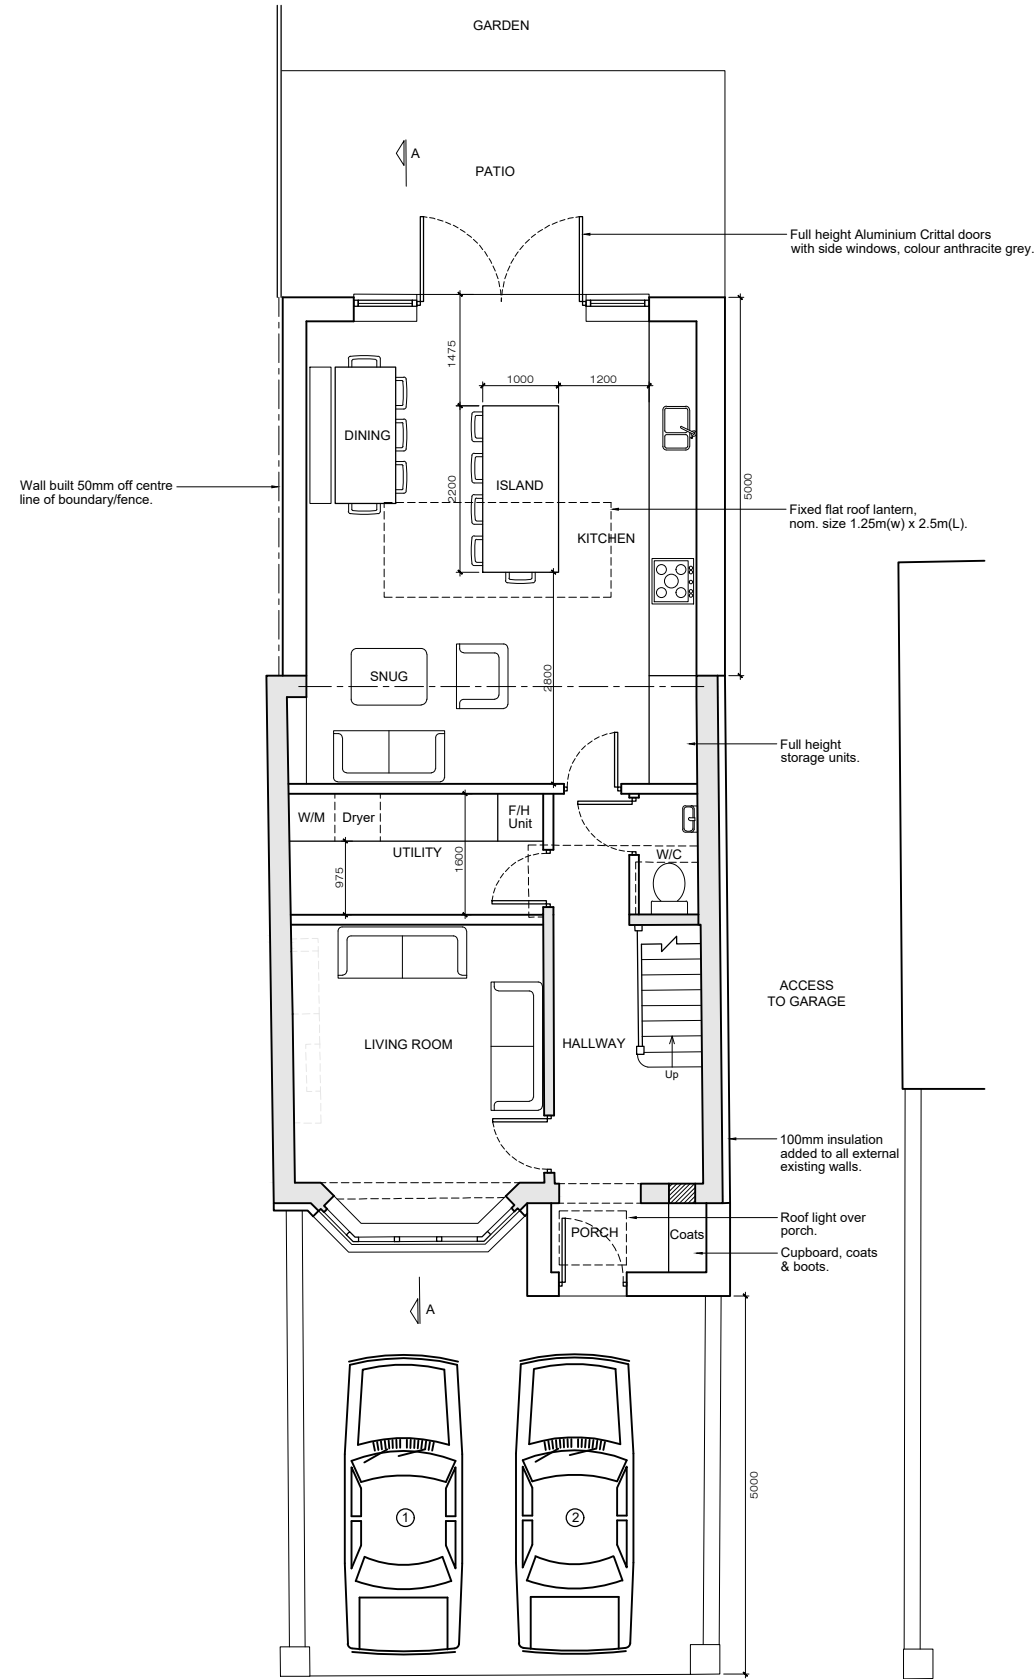 GARDEN
A
PATIO
Full height Aluminium Crittal doors
with side windows, colour anthracite grey.
1475
1000
1200
DINING
ISLAND
2200
5000
Wall built 50mm off centre
line of boundary/fence.
Fixed flat roof lantern,
nom. size 1.25m(w) x 2.5m(L).
KITCHEN
SNUG
2800
Full height
storage units.
W/M
Dryer
F/H
Unit
UTILITY
975
1600
W/C
ACCESS
TO GARAGE
LIVING ROOM
HALLWAY
Up
100mm insulation
added to all external
existing walls.
Roof light over
porch.
PORCH
Coats
Cupboard, coats
& boots.
A
5000
1
2